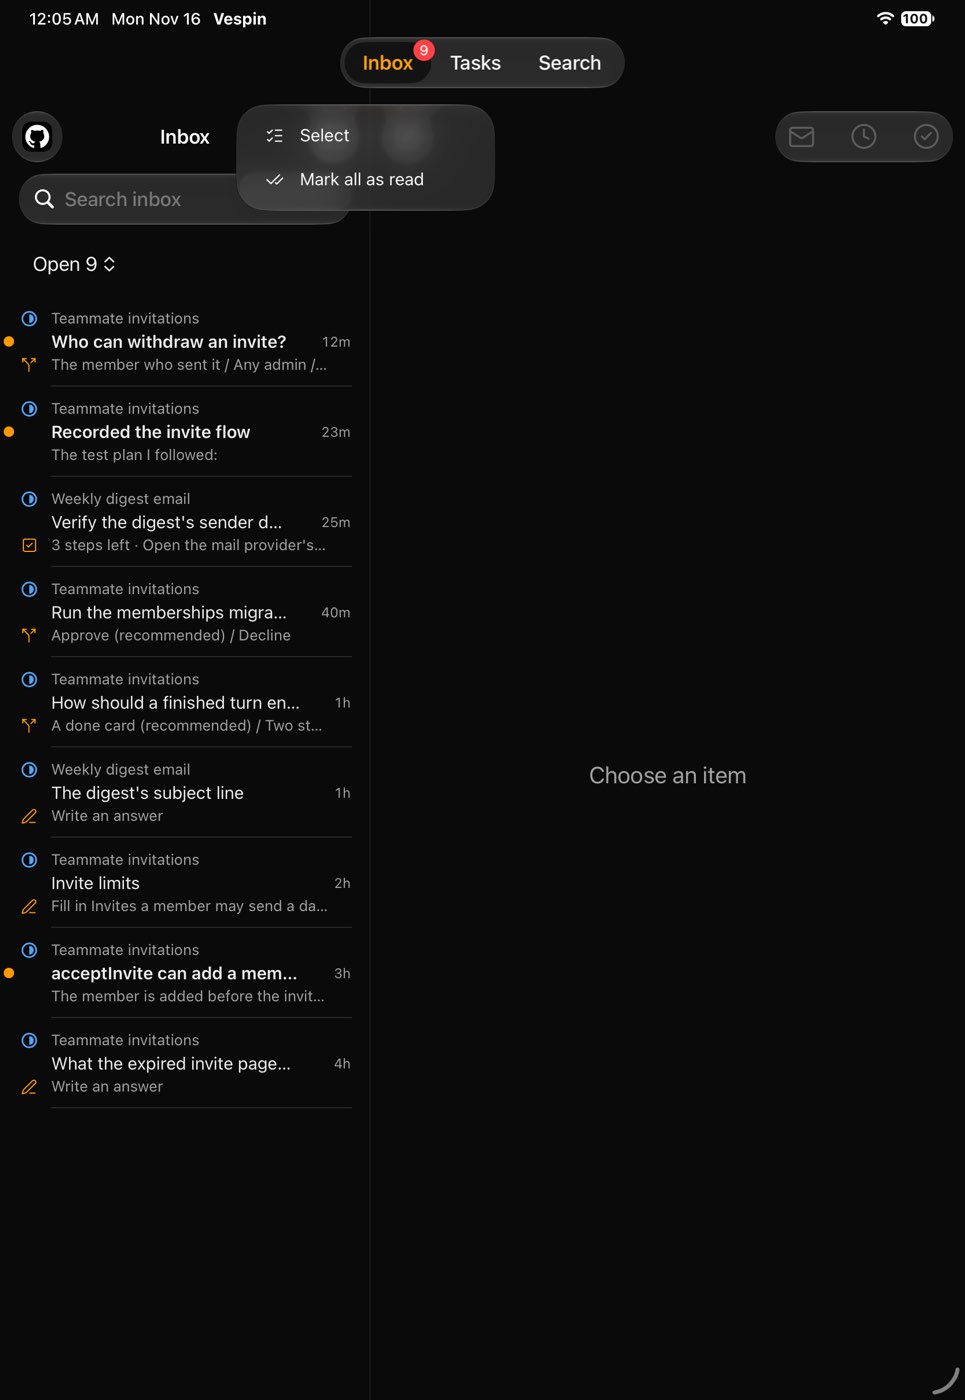 12:05 AM Mon Nov 16 Vespin
100
Inbox 9 Tasks Search
Inbox
Select
Mark all as read
Search inbox
Open 9
Teammate invitations
Who can withdraw an invite? 12m
The member who sent it / Any admin /...
Teammate invitations
Recorded the invite flow 23m
The test plan I followed:
Weekly digest email
Verify the digest's sender d... 25m
3 steps left · Open the mail provider's...
Teammate invitations
Run the memberships migra... 40m
Approve (recommended) / Decline
Teammate invitations
How should a finished turn en... 1h
A done card (recommended) / Two st...
Weekly digest email
The digest's subject line 1h
Write an answer
Teammate invitations
Invite limits 2h
Fill in Invites a member may send a da...
Teammate invitations
acceptInvite can add a mem... 3h
The member is added before the invit...
Teammate invitations
What the expired invite page... 4h
Write an answer
Choose an item